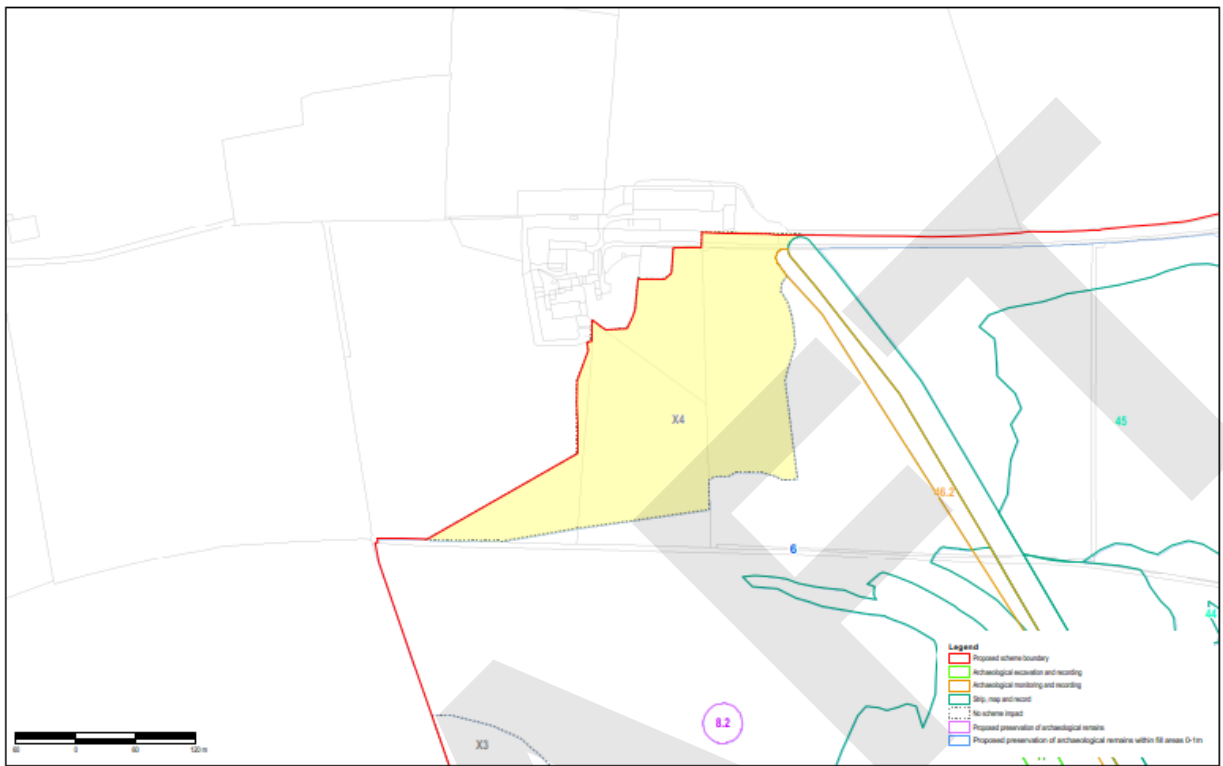 X4
45
46.2
6
44
8.2
X3
Legend
Proposed scheme boundary
Archaeological excavation and recording
Archaeological monitoring and recording
Strip, map and record
No scheme impact
Proposed preservation of archaeological remains
Proposed preservation of archaeological remains within fill areas 0-1m
60 0 60 120 m